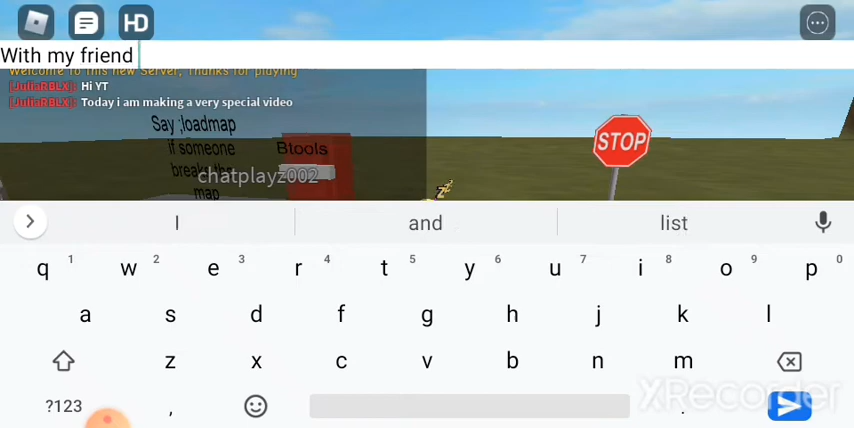 HD
With my friend
Welcome to this new Server, Thanks for playing
[JuliaRBLX]: Hi YT
[JuliaRBLX]: Today i am making a very special video
Say ;loadmap
if someone
breaks the
map
Btools
chatplayz002
STOP
I and list
q 1 w 2 e 3 r 4 t 5 y 6 u 7 i 8 o 9 p 0
a s d f g h j k l
z x c v b n m
?123 , .
XRecorder